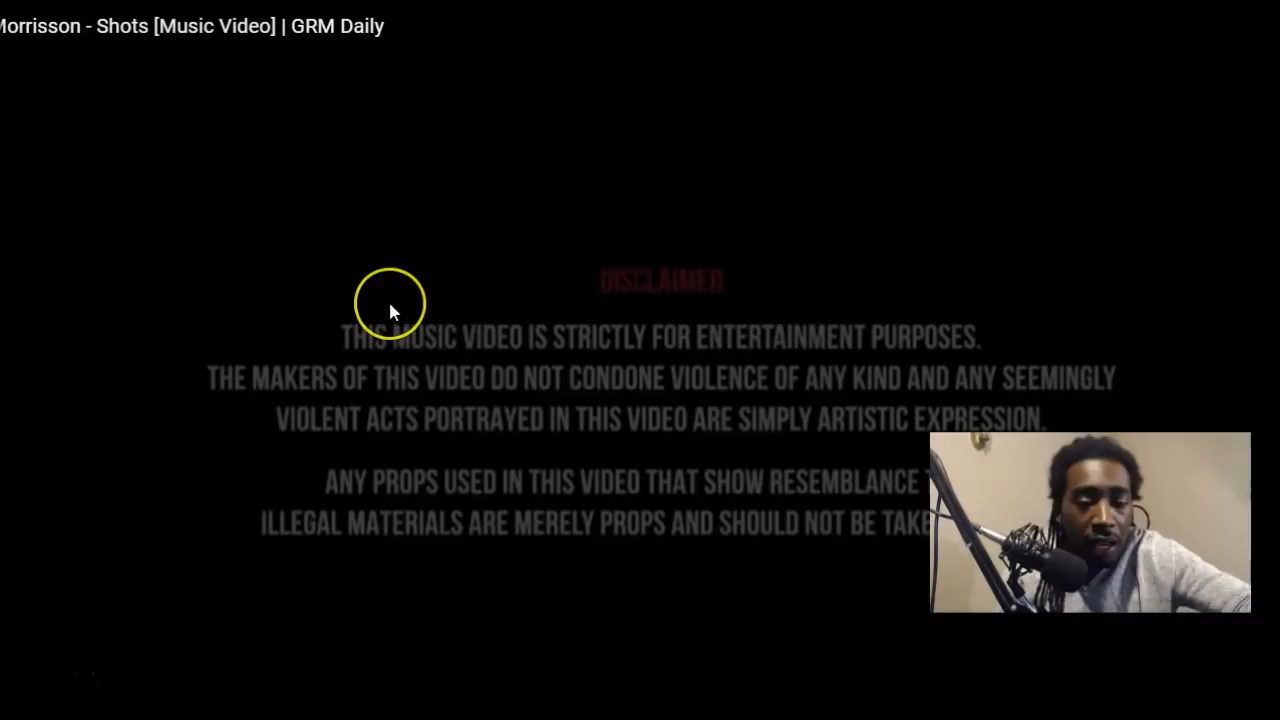 Morrisson - Shots [Music Video] | GRM Daily
DISCLAIMER
THIS MUSIC VIDEO IS STRICTLY FOR ENTERTAINMENT PURPOSES.
THE MAKERS OF THIS VIDEO DO NOT CONDONE VIOLENCE OF ANY KIND AND ANY SEEMINGLY
VIOLENT ACTS PORTRAYED IN THIS VIDEO ARE SIMPLY ARTISTIC EXPRESSION.
ANY PROPS USED IN THIS VIDEO THAT SHOW RESEMBLANCE
ILLEGAL MATERIALS ARE MERELY PROPS AND SHOULD NOT BE TAKE